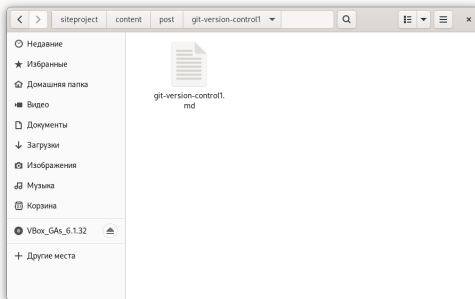 siteproject content post git-version-control1
Недавние
Избранные
Домашняя папка
Видео
Документы
Загрузки
Изображения
Музыка
Корзина
VBox_GAs_6.1.32
Другие места
git-version-control1.
md